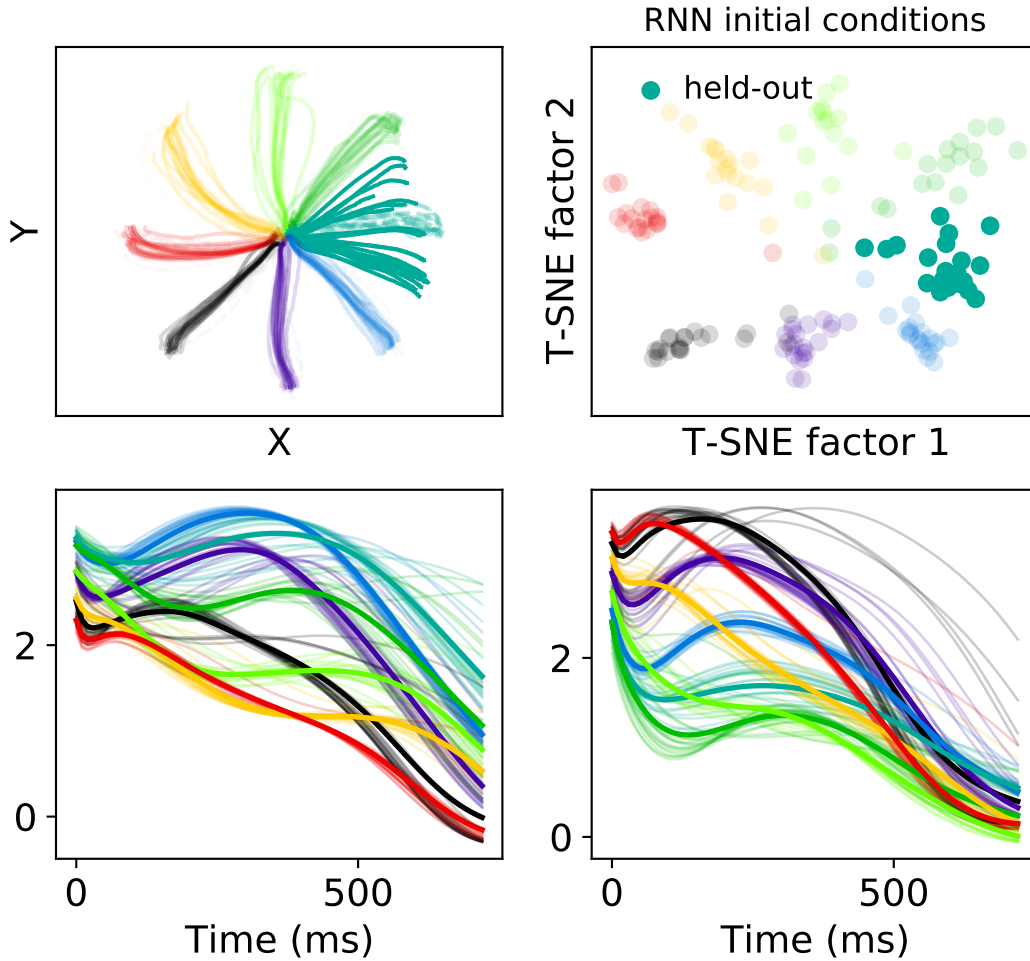 RNN initial conditions
Y
X
T-SNE factor 2
held-out
T-SNE factor 1
2
0
0
500
Time (ms)
2
0
0
500
Time (ms)